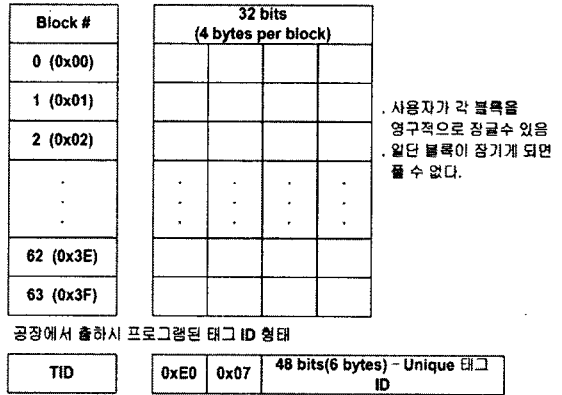 Block #
32 bits
(4 bytes per block)
0 (0x00)
1 (0x01)
2 (0x02)
. 사용자가 각 블록을
영구적으로 잠글수 있음
. 일단 블록이 잠기게 되면
풀 수 없다.
62 (0x3E)
63 (0x3F)
공장에서 출하시 프로그램된 태그 ID 형태
TID
0xE0
0x07
48 bits(6 bytes) - Unique 태그
ID